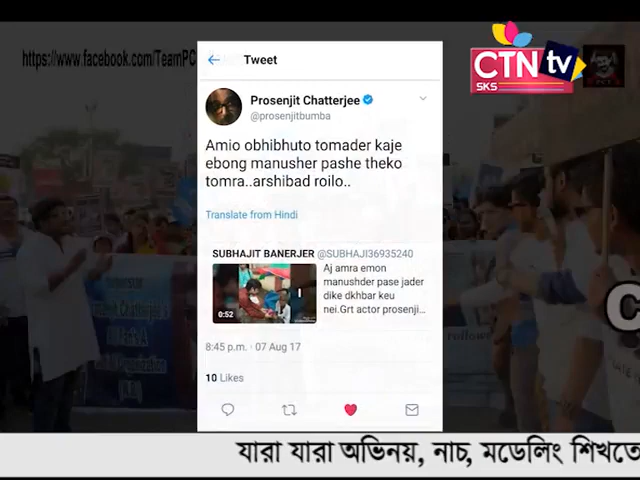 https://www.facebook.com/TeamPC
CTN tv
SKS
Tweet
Prosenjit Chatterjee
@prosenjitbumba
Amio obhibhuto tomader kaje
ebong manusher pashe theko
tomra..arshibad roilo..
Translate from Hindi
SUBHAJIT BANERJER @SUBHAJI36935240
Aj amra emon
manushder pase jader
dike dkhbar keu
nei.Grt actor prosenji...
0:52
8:45 p.m. · 07 Aug 17
10 Likes
যারা যারা অভিনয়, নাচ, মডেলিং শিখতে